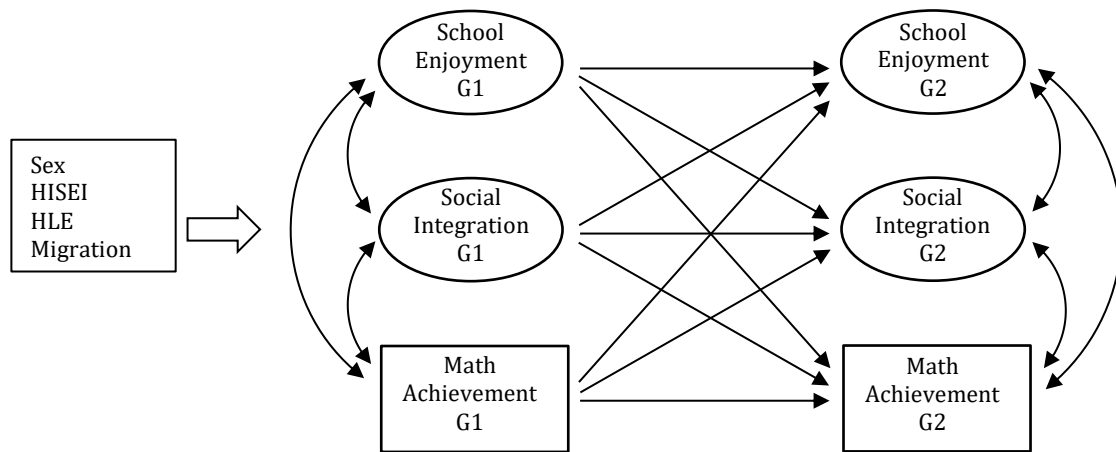 Sex
HISEI
HLE
Migration
School
Enjoyment
G1
Social
Integration
G1
Math
Achievement
G1
School
Enjoyment
G2
Social
Integration
G2
Math
Achievement
G2